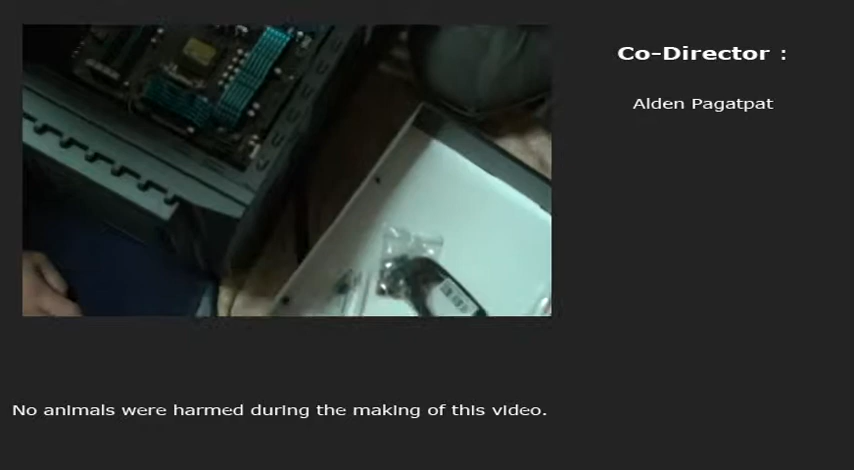 Co-Director :
Alden Pagatpat
No animals were harmed during the making of this video.